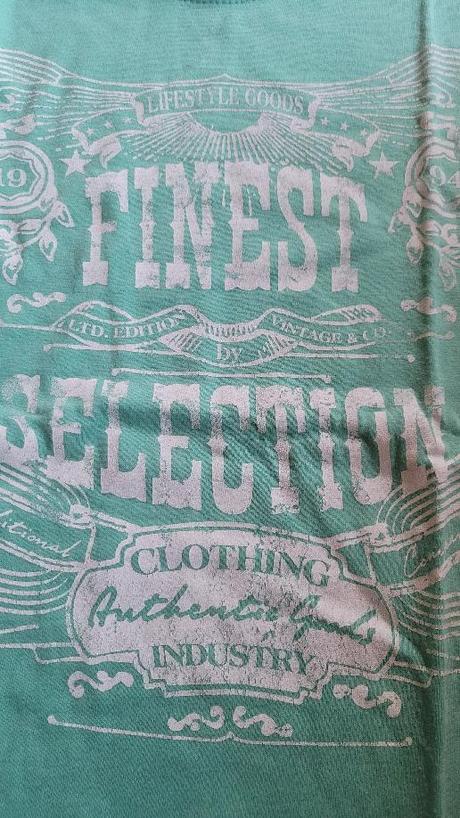 LIFESTYLE GOODS
19 94
FINEST
LTD. EDITION by VINTAGE & CO.
SELECTION
CLOTHING
Authentic Goods
INDUSTRY